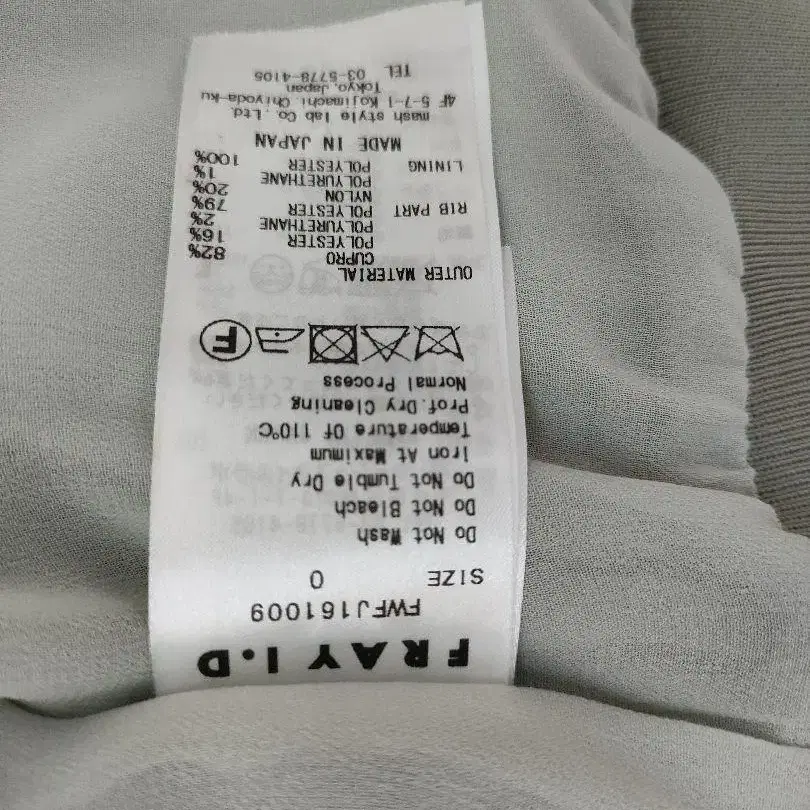 FRAY I.D
FWFJ161009
SIZE 0
Do Not Wash
Do Not Bleach
Do Not Tumble Dry
Iron At Maximum
Temperature Of 110℃
Prof.Dry Cleaning
Normal Process
F
OUTER MATERIAL
CUPRO 82%
POLYESTER 16%
POLYURETHANE 2%
RIB PART POLYESTER 79%
NYLON 20%
POLYURETHANE 1%
LINING POLYESTER 100%
MADE IN JAPAN
mash style lab Co., Ltd.
4F 5-7-1 Kojimachi, Chiyoda-ku
Tokyo, Japan
TEL 03-5778-4105